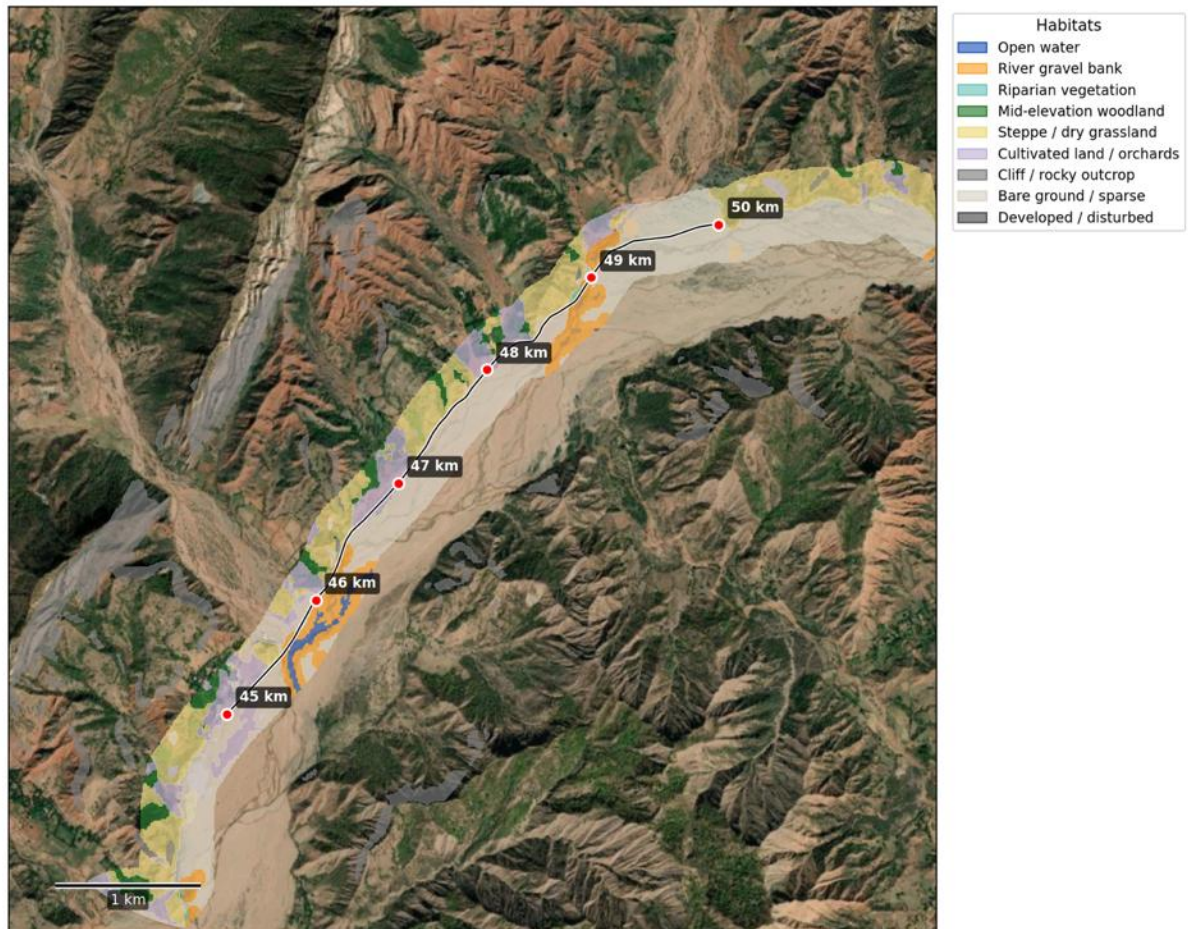 Habitats
Open water
River gravel bank
Riparian vegetation
Mid-elevation woodland
Steppe / dry grassland
Cultivated land / orchards
Cliff / rocky outcrop
Bare ground / sparse
Developed / disturbed
50 km
49 km
48 km
47 km
46 km
45 km
1 km